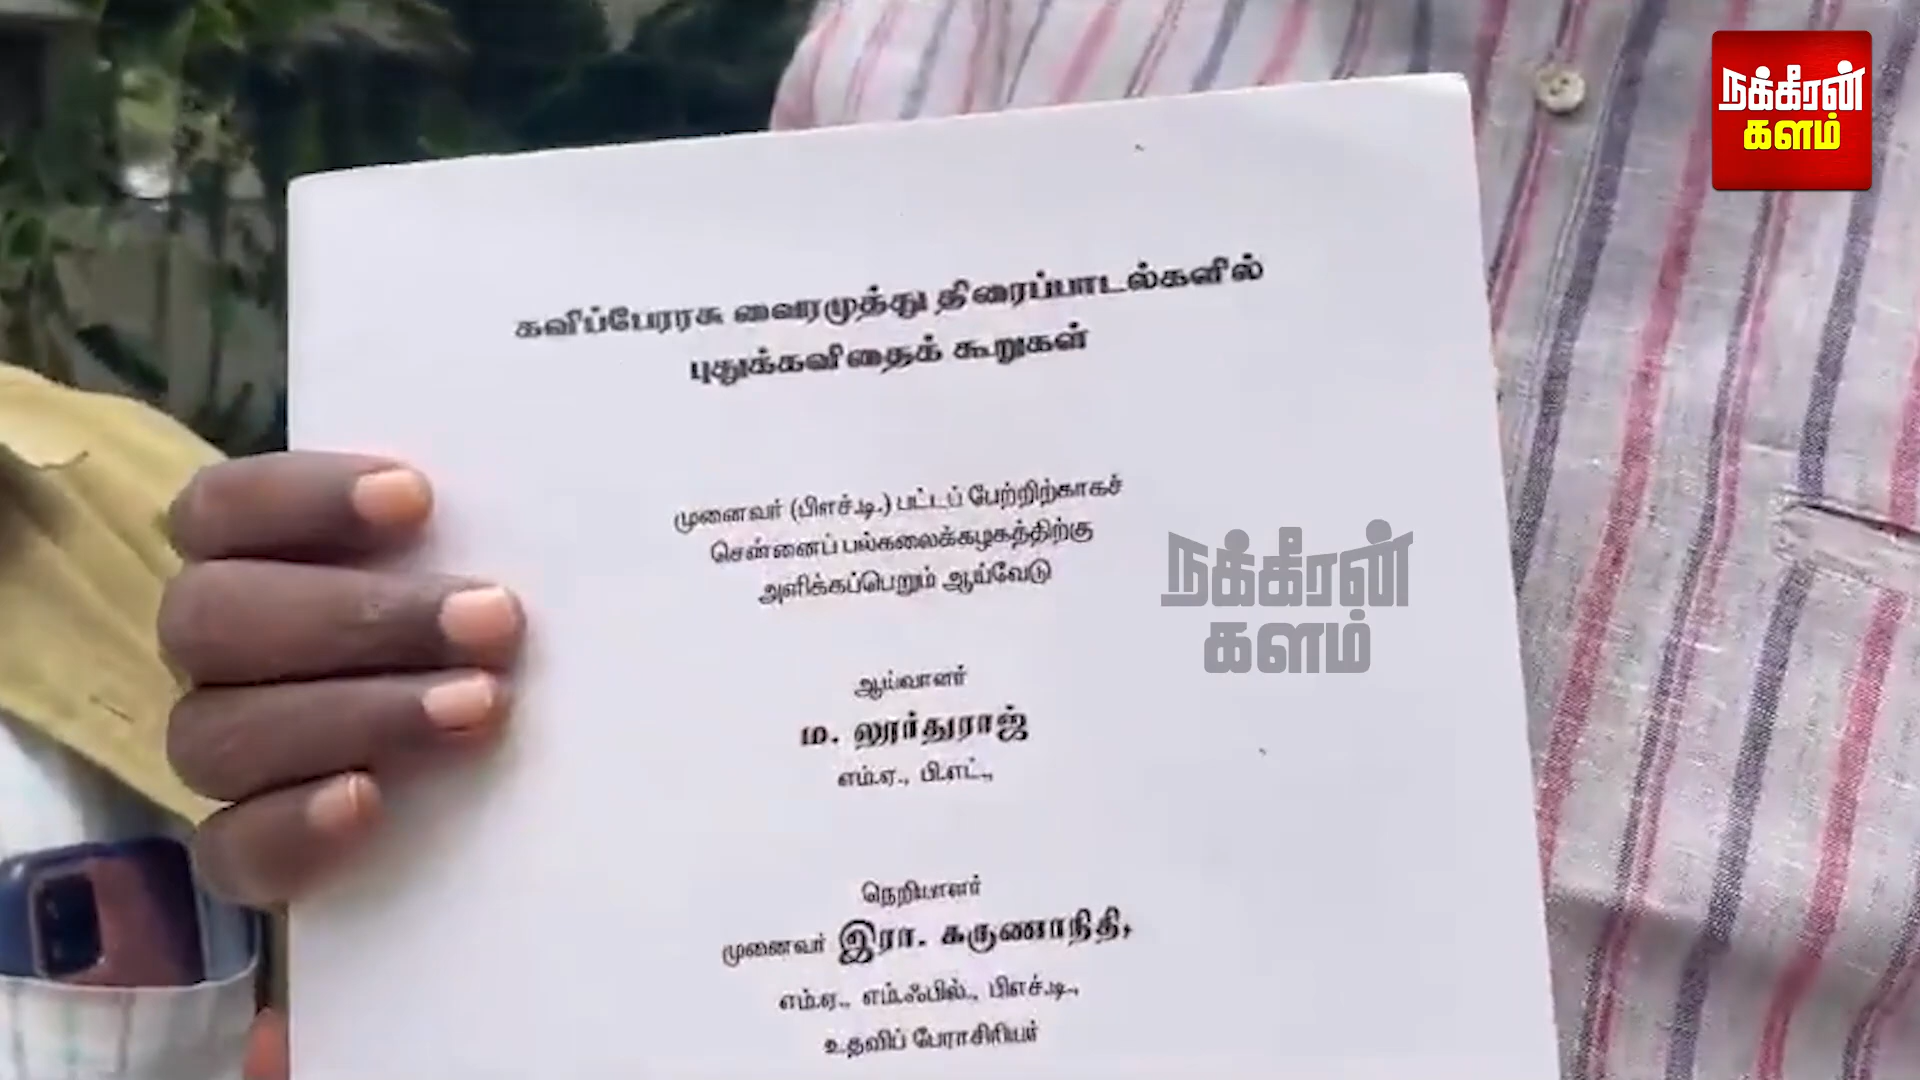 நக்கீரன்
களம்
கவிப்பேரரசு வைரமுத்து திரைப்பாடல்களில்
புதுக்கவிதைக் கூறுகள்
முனைவர் (பிஎச்.டி.) பட்டப் பேற்றிற்காகச்
சென்னைப் பல்கலைக்கழகத்திற்கு
அளிக்கப்பெறும் ஆய்வேடு
நக்கீரன்
களம்
ஆய்வாளர்
ம. லூர்துராஜ்
எம்.ஏ., பி.எட்.,
நெறியாளர்
முனைவர் இரா. கருணாநிதி,
எம்.ஏ., எம்.ஃபில்., பிஎச்.டி.,
உதவிப் பேராசிரியர்